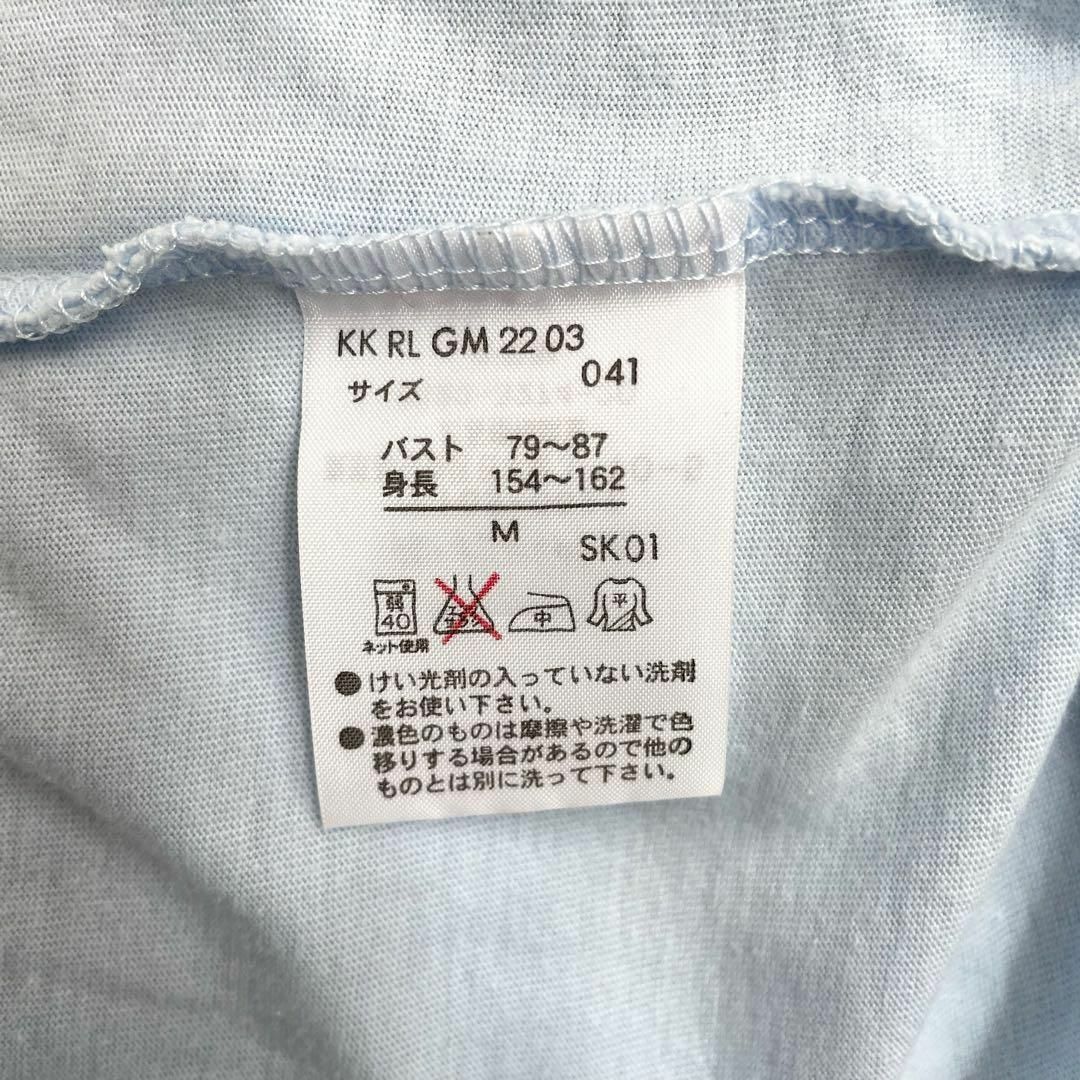 KK RL GM 22 03
041
サイズ
バスト 79～87
身長 154～162
M
SK 01
弱
40
中
平
ネット使用
●けい光剤の入っていない洗剤
をお使い下さい。
●濃色のものは摩擦や洗濯で色
移りする場合があるので他の
ものとは別に洗って下さい。